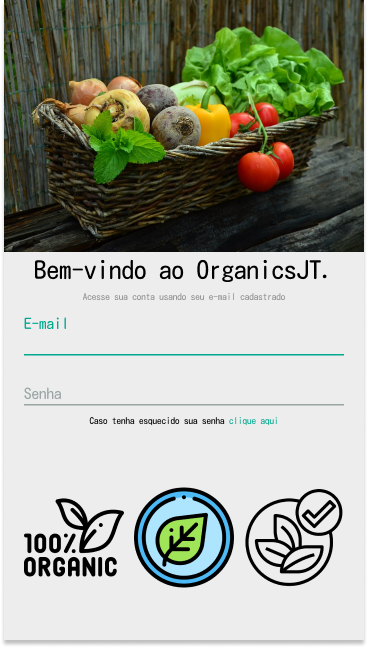 Bem-vindo ao OrganicsJT.
Acesse sua conta usando seu e-mail cadastrado
E-mail
Senha
Caso tenha esquecido sua senha clique aqui
100%
ORGANIC